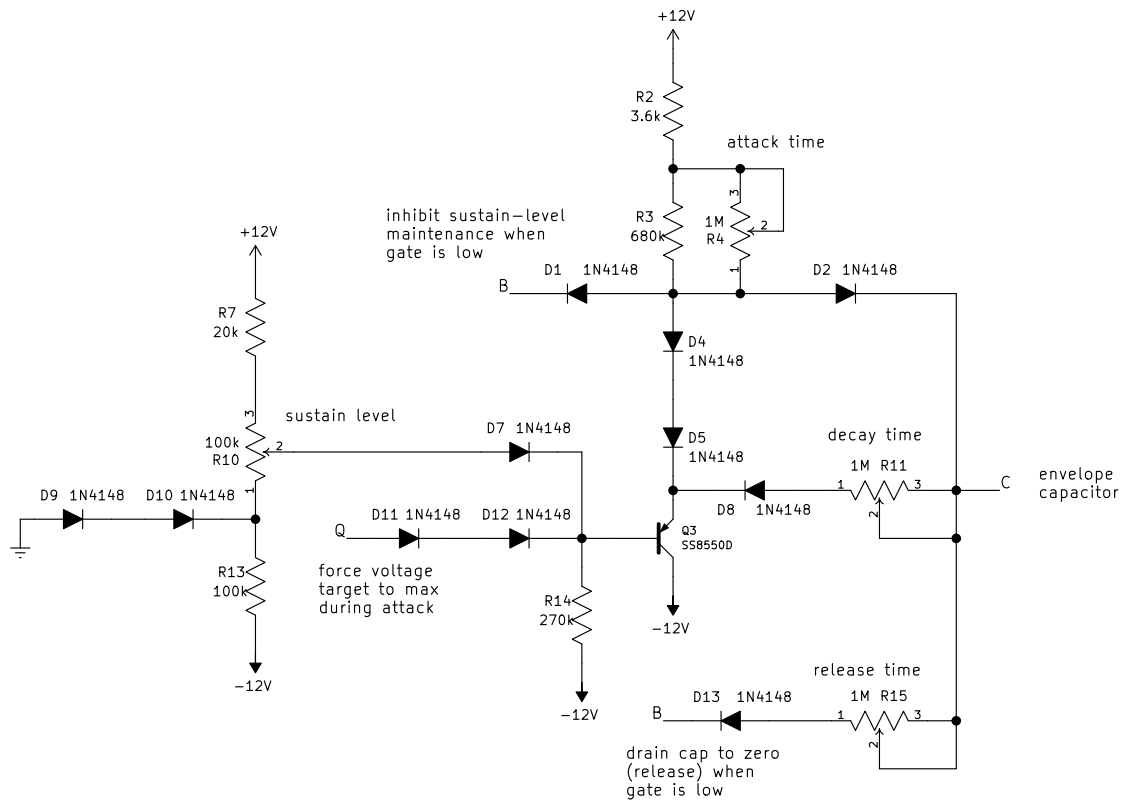 +12V
R2
3.6k
attack time
3
inhibit sustain-level
maintenance when
gate is low
R3
680k
1M
R4
2
1
+12V
B
D1 1N4148
D2 1N4148
R7
20k
D4
1N4148
3
sustain level
100k
R10
2
D7 1N4148
D5
1N4148
decay time
1
1M R11
1
3
2
C
envelope
capacitor
D9 1N4148
D10 1N4148
D8 1N4148
Q
D11 1N4148
D12 1N4148
Q3
SS8550D
force voltage
target to max
during attack
R13
100k
R14
270k
-12V
-12V
-12V
release time
B
D13 1N4148
1M R15
1
3
2
drain cap to zero
(release) when
gate is low